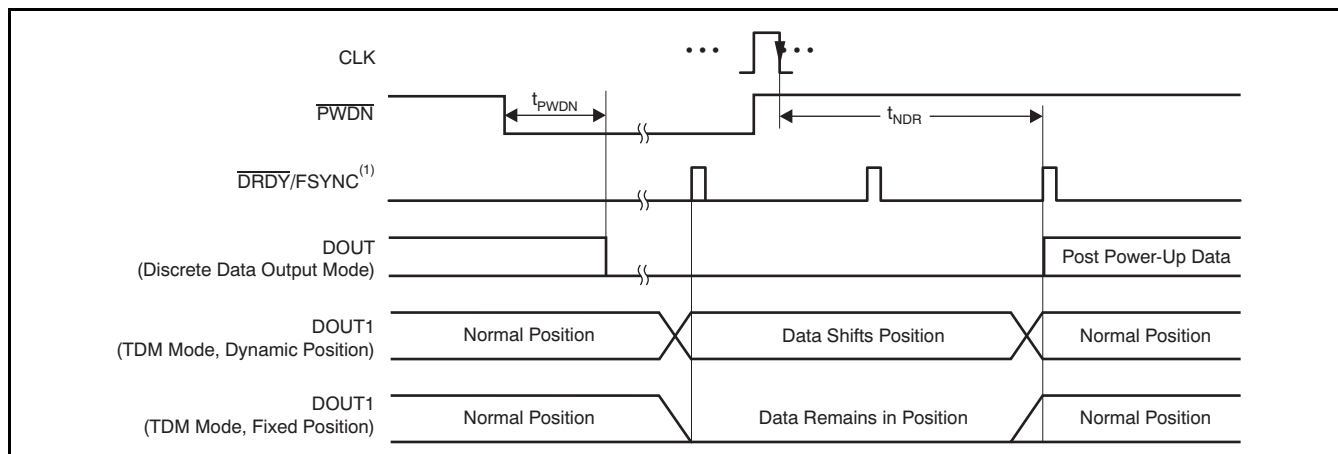 CLK
• • •
• • •
PWDN
tPWDN
tNDR
DRDY/FSYNC(1)
DOUT
(Discrete Data Output Mode)
Post Power-Up Data
DOUT1
(TDM Mode, Dynamic Position)
Normal Position
Data Shifts Position
Normal Position
DOUT1
(TDM Mode, Fixed Position)
Normal Position
Data Remains in Position
Normal Position